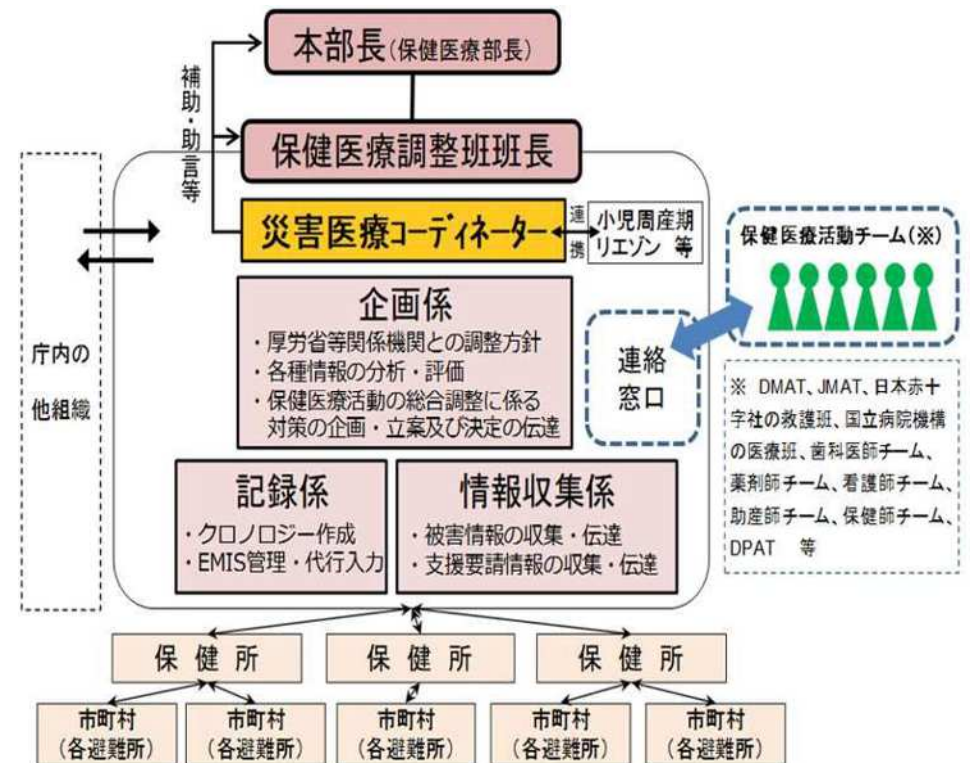 本部長(保健医療部長)
補助・助言等
保健医療調整班班長
災害医療コーディネーター
連携
小児周産期
リエゾン 等
企画係
・厚労省等関係機関との調整方針
・各種情報の分析・評価
・保健医療活動の総合調整に係る
対策の企画・立案及び決定の伝達
庁内の
他組織
連絡
窓口
保健医療活動チーム(※)
※ DMAT、JMAT、日本赤十
字社の救護班、国立病院機構
の医療班、歯科医師チーム、
薬剤師チーム、看護師チーム、
助産師チーム、保健師チーム、
DPAT 等
記録係
・クロノロジー作成
・EMIS管理・代行入力
情報収集係
・被害情報の収集・伝達
・支援要請情報の収集・伝達
保 健 所
保 健 所
保 健 所
市町村
(各避難所)
市町村
(各避難所)
市町村
(各避難所)
市町村
(各避難所)
市町村
(各避難所)